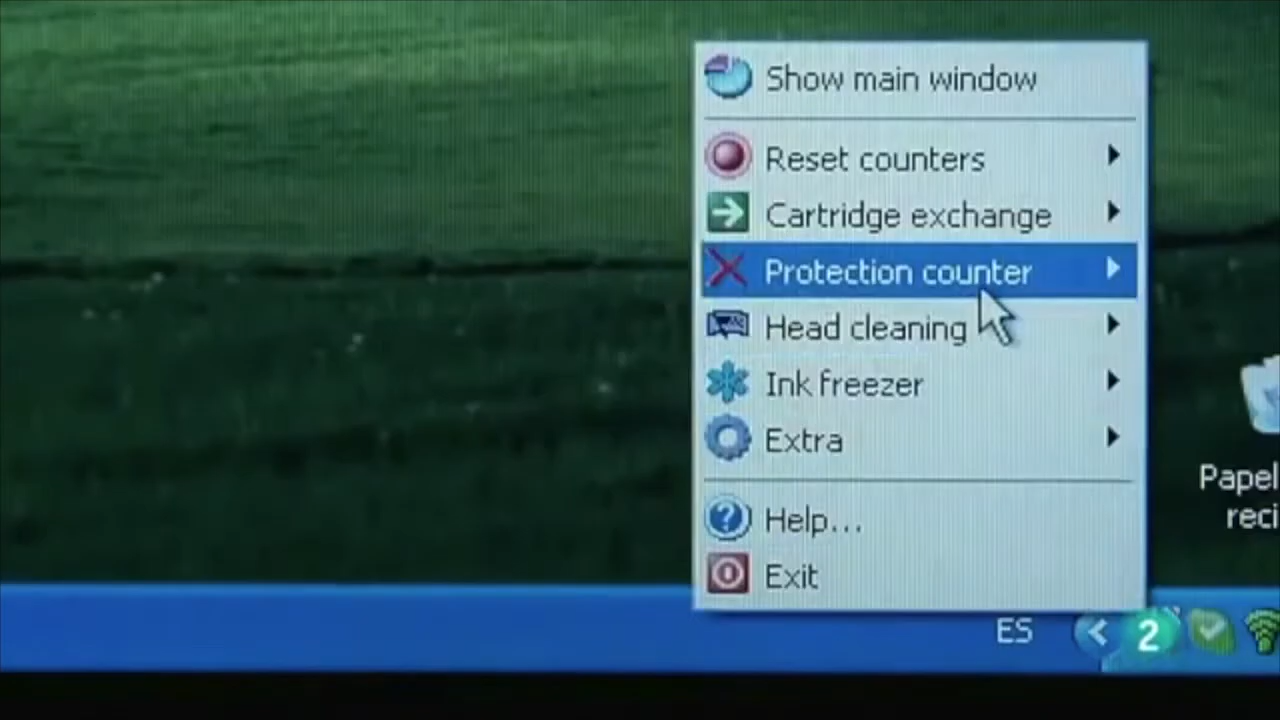 Show main window
Reset counters
Cartridge exchange
Protection counter
Head cleaning
Ink freezer
Extra
Help...
Exit
Papel
reci
ES
2